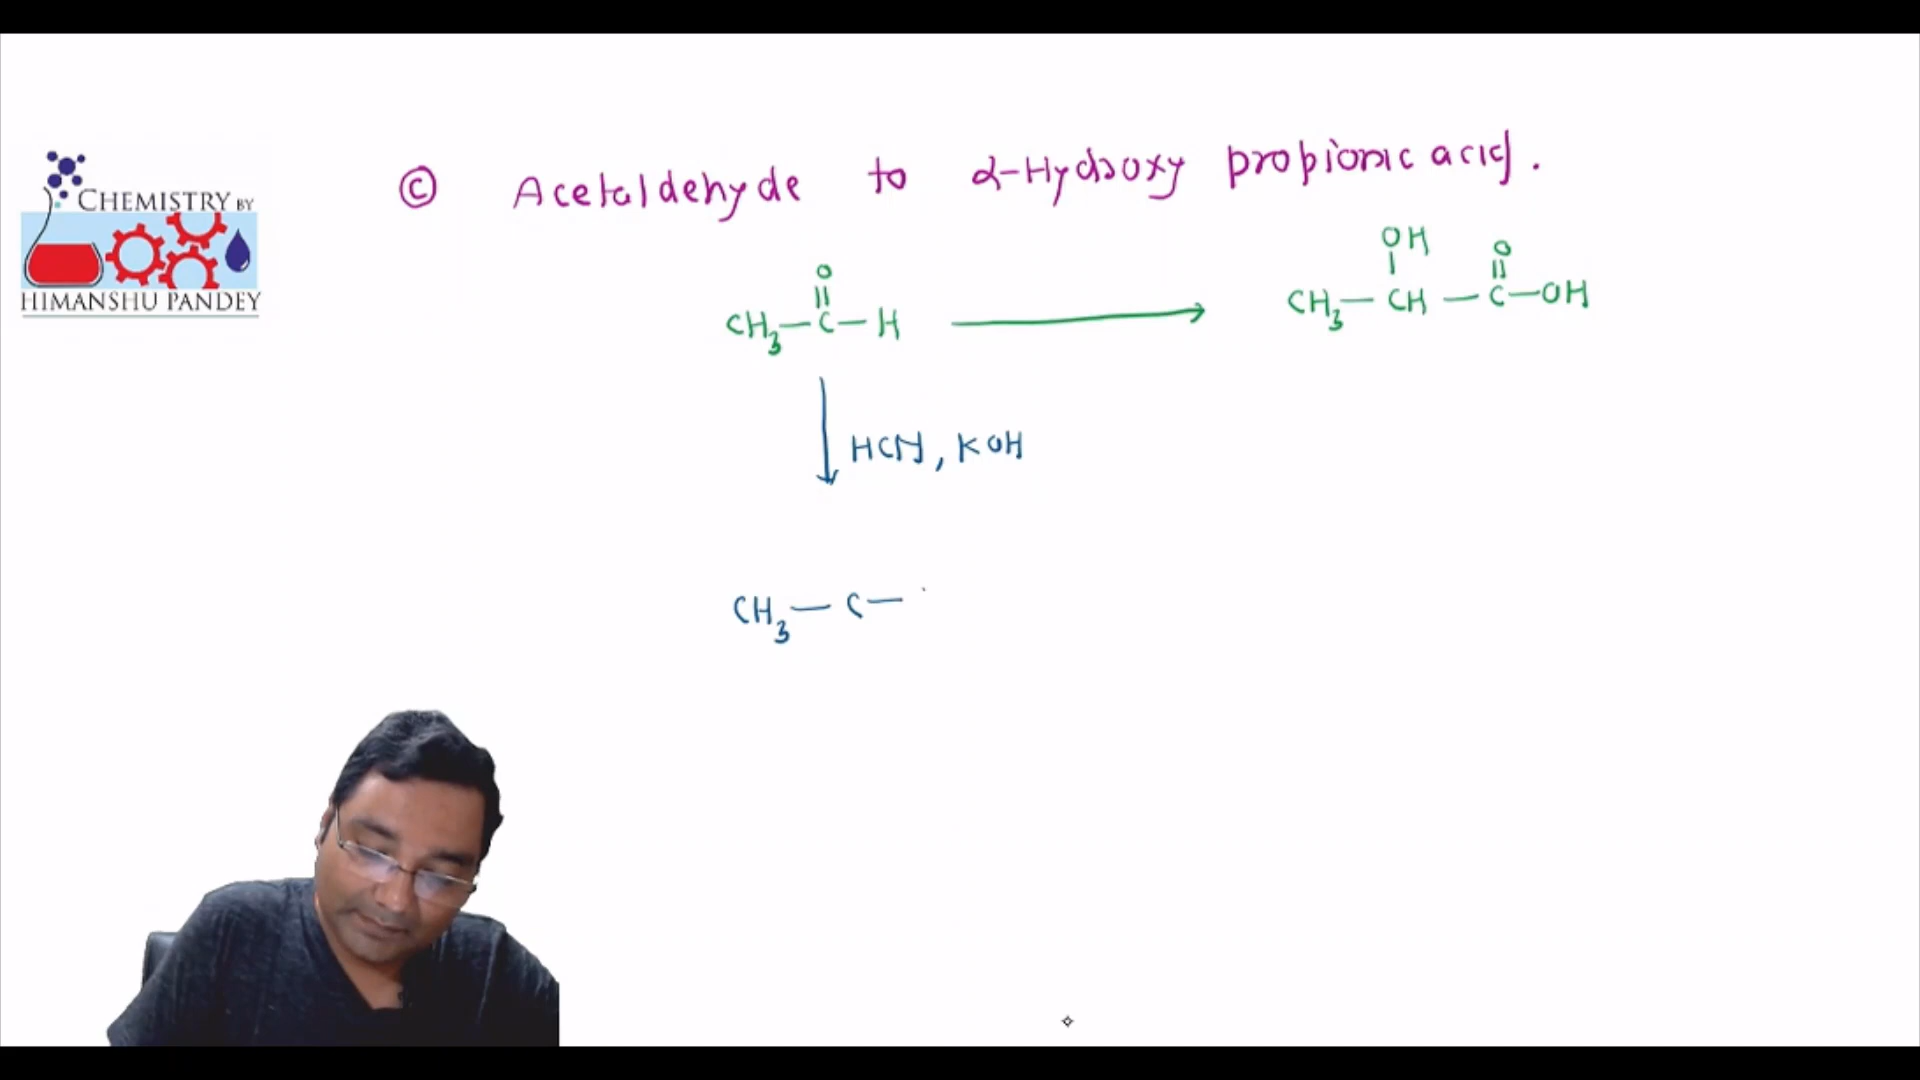 CHEMISTRY BY
HIMANSHU PANDEY
Ⓒ Acetaldehyde to α-Hydroxy propionic acid.
O
||
CH₃—C—H
OH
|
CH₃—CH—C—OH
||
O
HCN, KOH
CH₃—C—